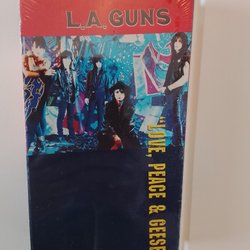 L.A. GUNS
"LOVE, PEACE & GEESE